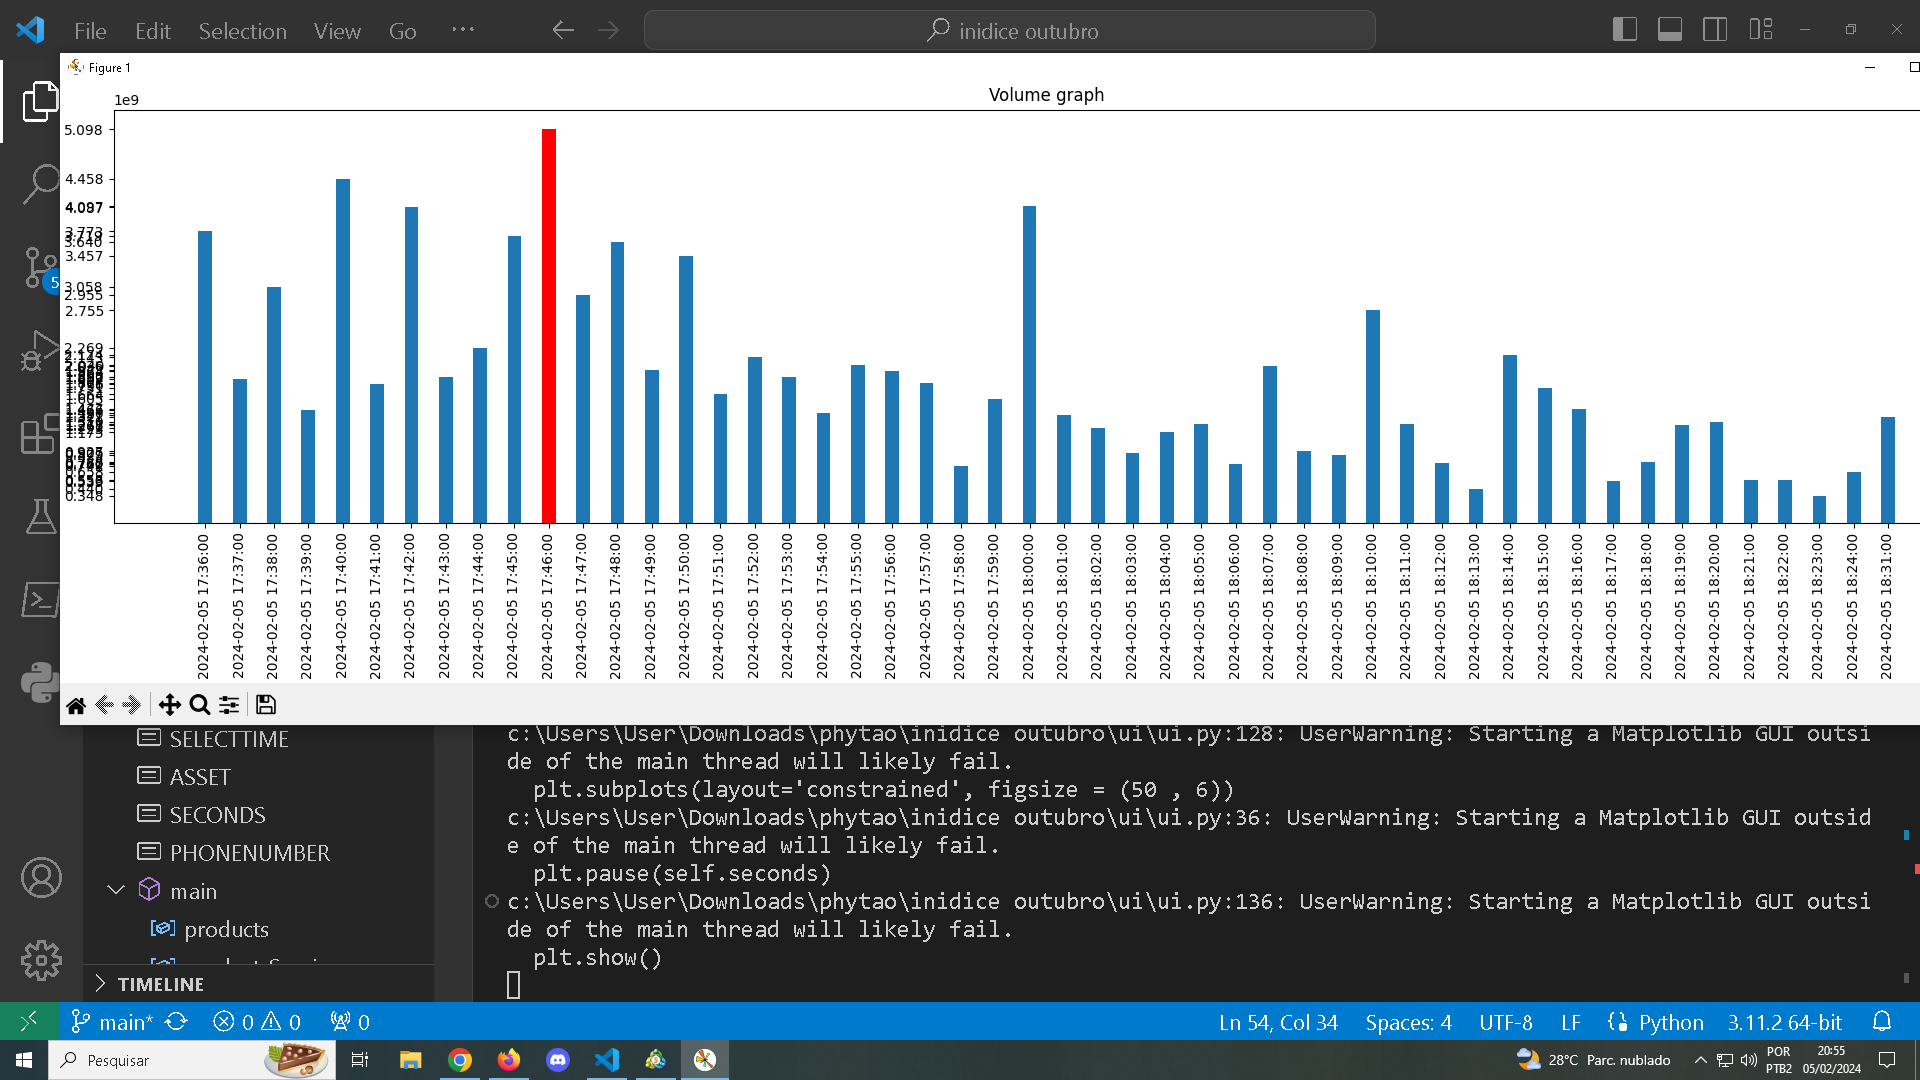 File Edit Selection View Go ···
inidice outubro
Figure 1
Volume graph
1e9
5.098
4.458
4.097
3.773
3.640
3.457
3.058
2.955
2.755
2.269
1.175
0.348
2024-02-05 17:36:00
2024-02-05 17:37:00
2024-02-05 17:38:00
2024-02-05 17:39:00
2024-02-05 17:40:00
2024-02-05 17:41:00
2024-02-05 17:42:00
2024-02-05 17:43:00
2024-02-05 17:44:00
2024-02-05 17:45:00
2024-02-05 17:46:00
2024-02-05 17:47:00
2024-02-05 17:48:00
2024-02-05 17:49:00
2024-02-05 17:50:00
2024-02-05 17:51:00
2024-02-05 17:52:00
2024-02-05 17:53:00
2024-02-05 17:54:00
2024-02-05 17:55:00
2024-02-05 17:56:00
2024-02-05 17:57:00
2024-02-05 17:58:00
2024-02-05 17:59:00
2024-02-05 18:00:00
2024-02-05 18:01:00
2024-02-05 18:02:00
2024-02-05 18:03:00
2024-02-05 18:04:00
2024-02-05 18:05:00
2024-02-05 18:06:00
2024-02-05 18:07:00
2024-02-05 18:08:00
2024-02-05 18:09:00
2024-02-05 18:10:00
2024-02-05 18:11:00
2024-02-05 18:12:00
2024-02-05 18:13:00
2024-02-05 18:14:00
2024-02-05 18:15:00
2024-02-05 18:16:00
2024-02-05 18:17:00
2024-02-05 18:18:00
2024-02-05 18:19:00
2024-02-05 18:20:00
2024-02-05 18:21:00
2024-02-05 18:22:00
2024-02-05 18:23:00
2024-02-05 18:24:00
2024-02-05 18:31:00
5
SELECTTIME
ASSET
SECONDS
PHONENUMBER
main
products
TIMELINE
c:\Users\User\Downloads\phytao\inidice outubro\ui\ui.py:128: UserWarning: Starting a Matplotlib GUI outsi
de of the main thread will likely fail.
plt.subplots(layout='constrained', figsize = (50 , 6))
c:\Users\User\Downloads\phytao\inidice outubro\ui\ui.py:36: UserWarning: Starting a Matplotlib GUI outsid
e of the main thread will likely fail.
plt.pause(self.seconds)
c:\Users\User\Downloads\phytao\inidice outubro\ui\ui.py:136: UserWarning: Starting a Matplotlib GUI outsi
de of the main thread will likely fail.
plt.show()
main* 0 0 0 Ln 54, Col 34 Spaces: 4 UTF-8 LF Python 3.11.2 64-bit
Pesquisar 28°C Parc. nublado
POR
PTB2
20:55
05/02/2024